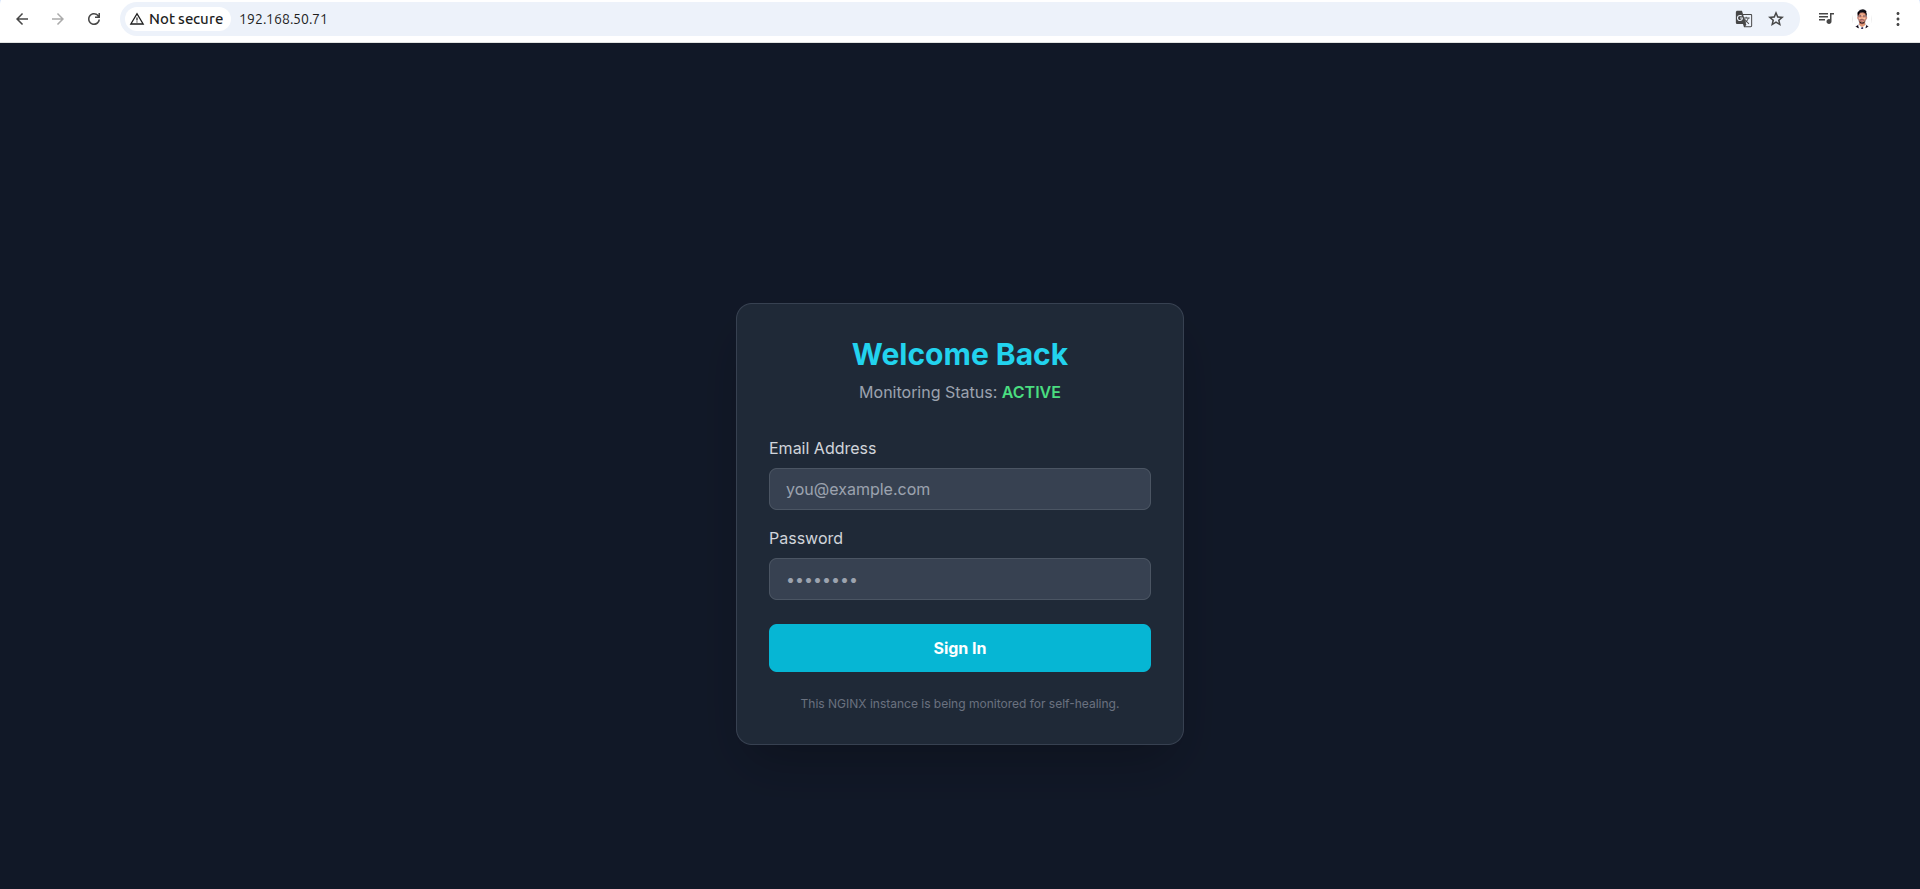 Not secure 192.168.50.71
Welcome Back
Monitoring Status: ACTIVE
Email Address
you@example.com
Password
••••••••
Sign In
This NGINX instance is being monitored for self-healing.